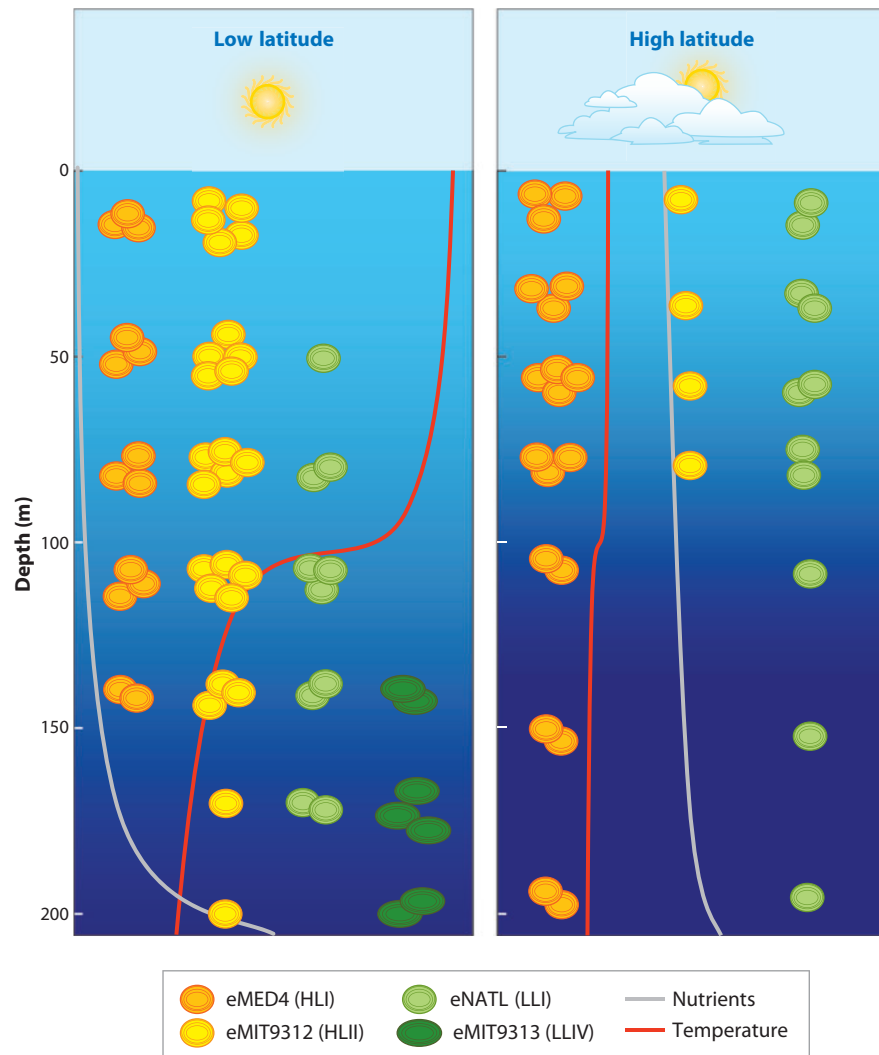 Low latitude
High latitude
0
50
100
150
200
Depth (m)
eMED4 (HLI)
eNATL (LLI)
Nutrients
eMIT9312 (HLII)
eMIT9313 (LLIV)
Temperature